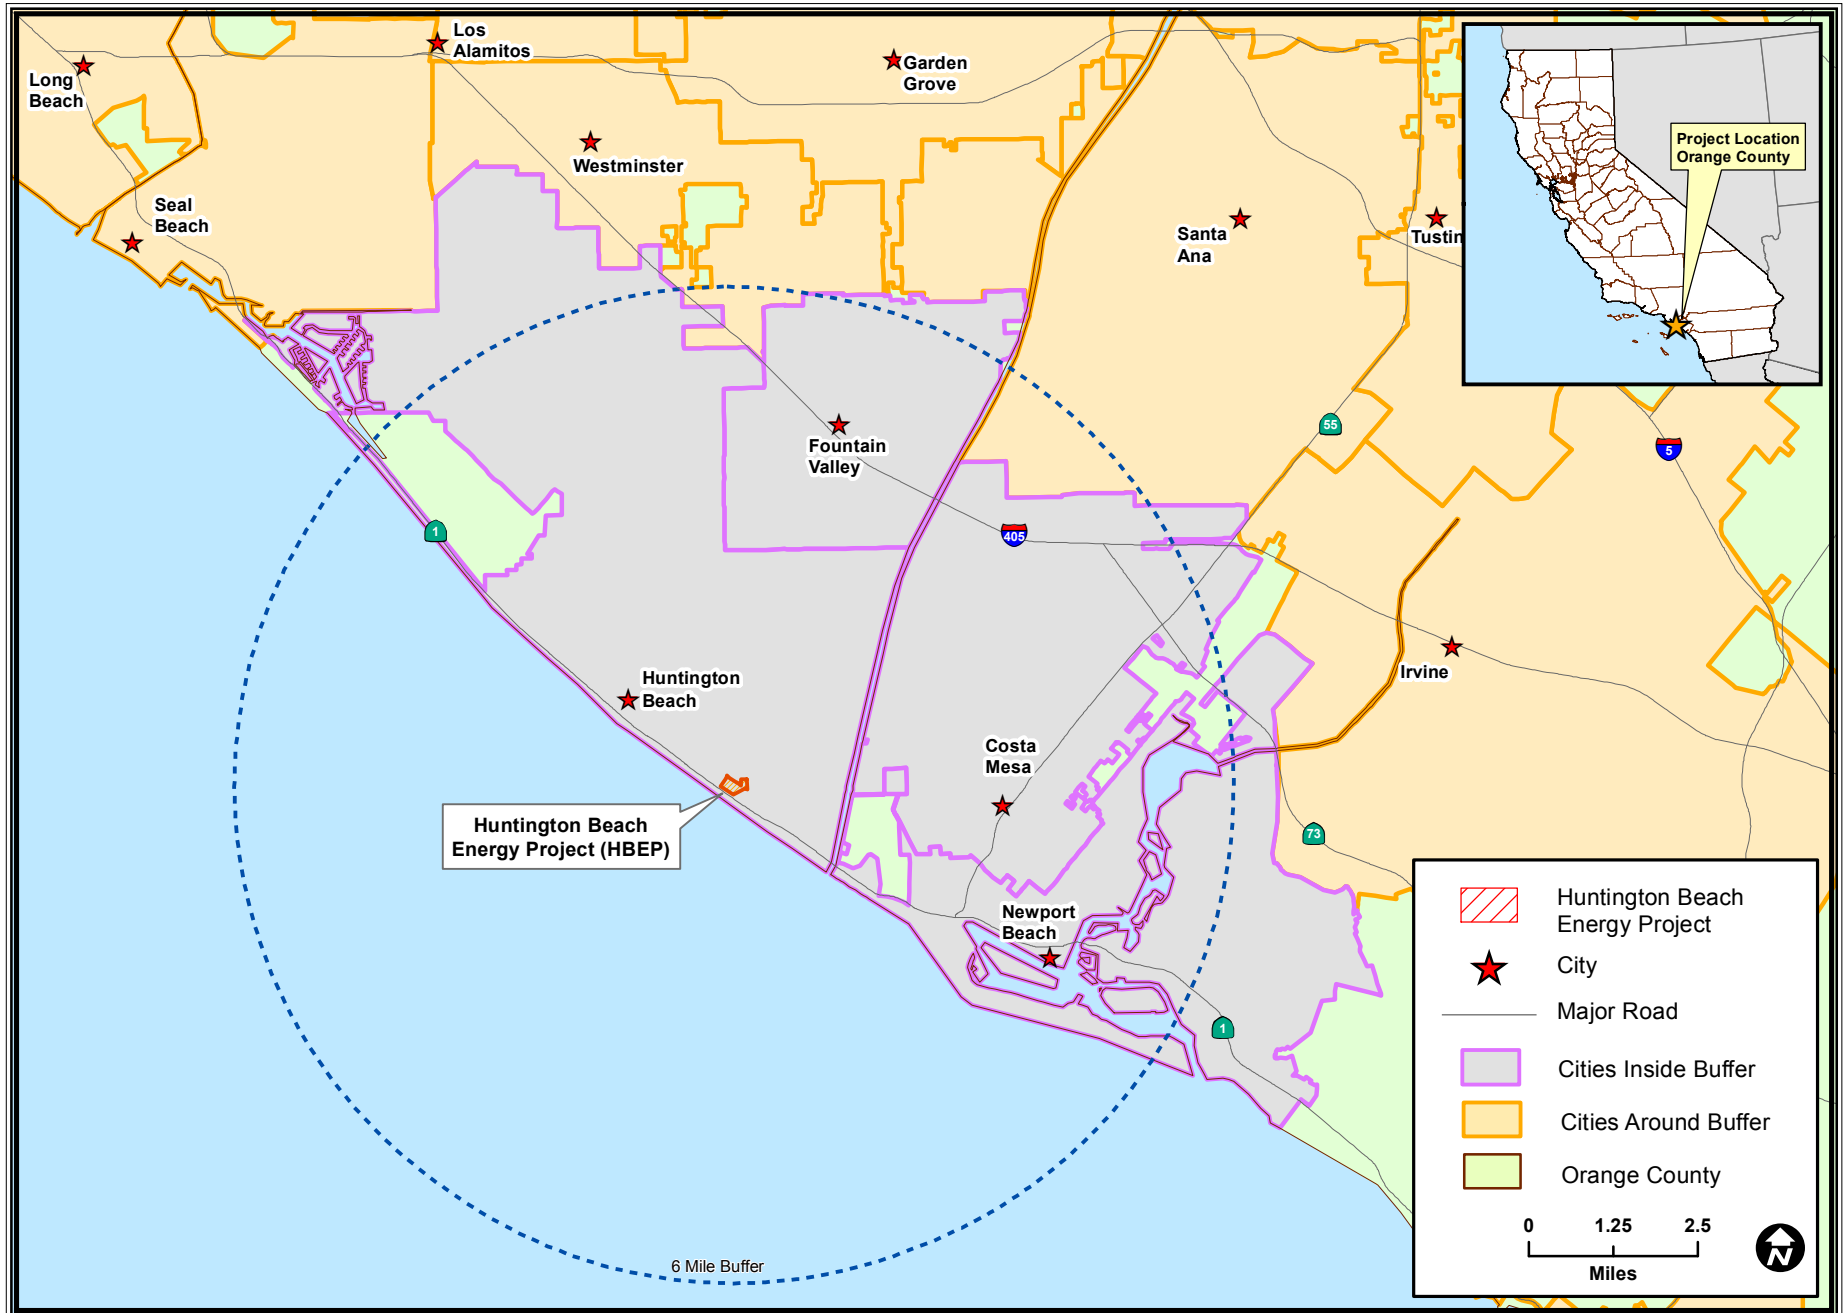 Los
Alamitos
Long
Beach
Garden
Grove
Westminster
Seal
Beach
Santa
Ana
Tustin
Project Location
Orange County
55
5
Fountain
Valley
1
405
Huntington
Beach
Irvine
Costa
Mesa
Huntington Beach
Energy Project (HBEP)
73
Newport
Beach
1
6 Mile Buffer
Huntington Beach
Energy Project
City
Major Road
Cities Inside Buffer
Cities Around Buffer
Orange County
0 1.25 2.5
Miles
N